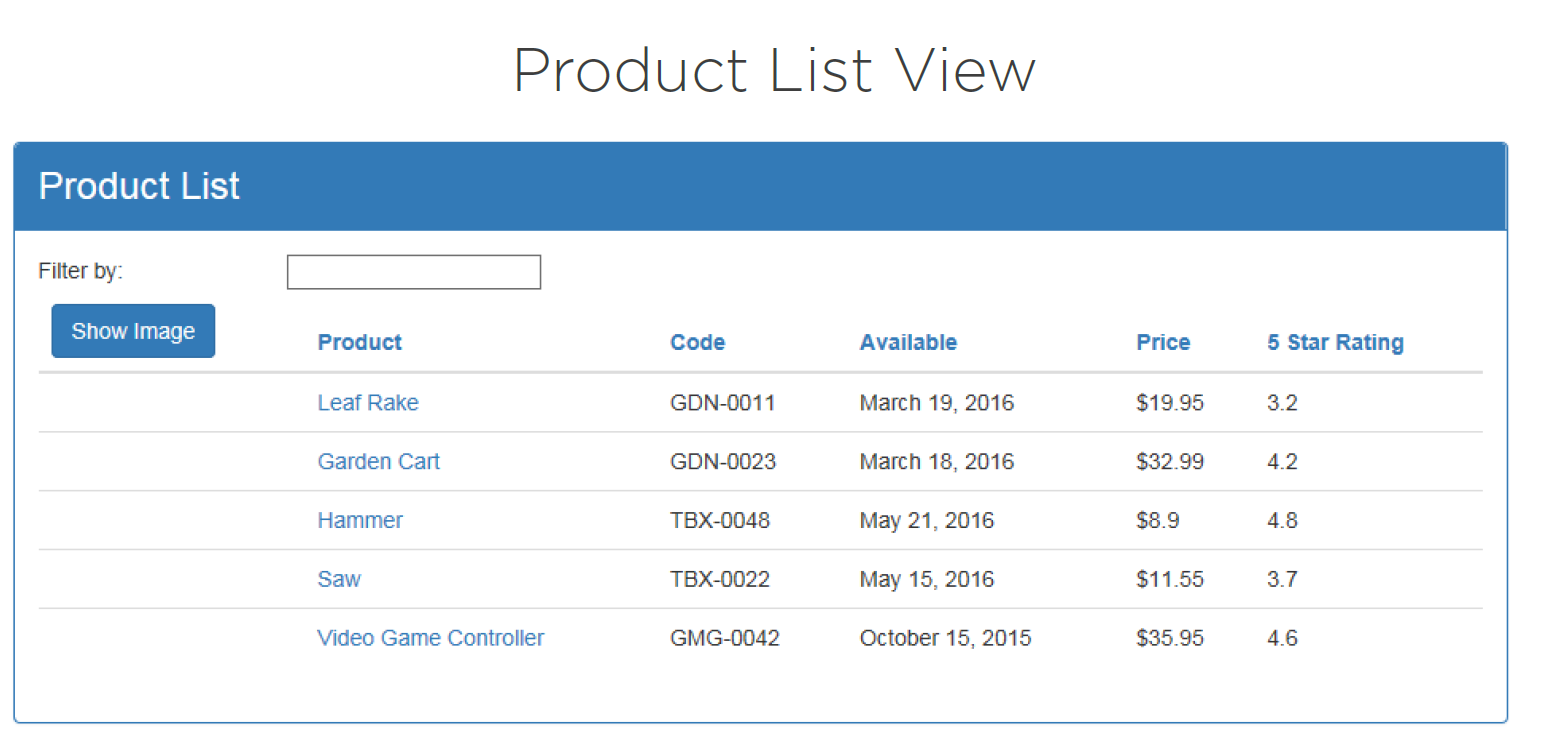 Product List View
Product List
Filter by:
Show Image Product Code Available Price 5 Star Rating
Leaf Rake GDN-0011 March 19, 2016 $19.95 3.2
Garden Cart GDN-0023 March 18, 2016 $32.99 4.2
Hammer TBX-0048 May 21, 2016 $8.9 4.8
Saw TBX-0022 May 15, 2016 $11.55 3.7
Video Game Controller GMG-0042 October 15, 2015 $35.95 4.6